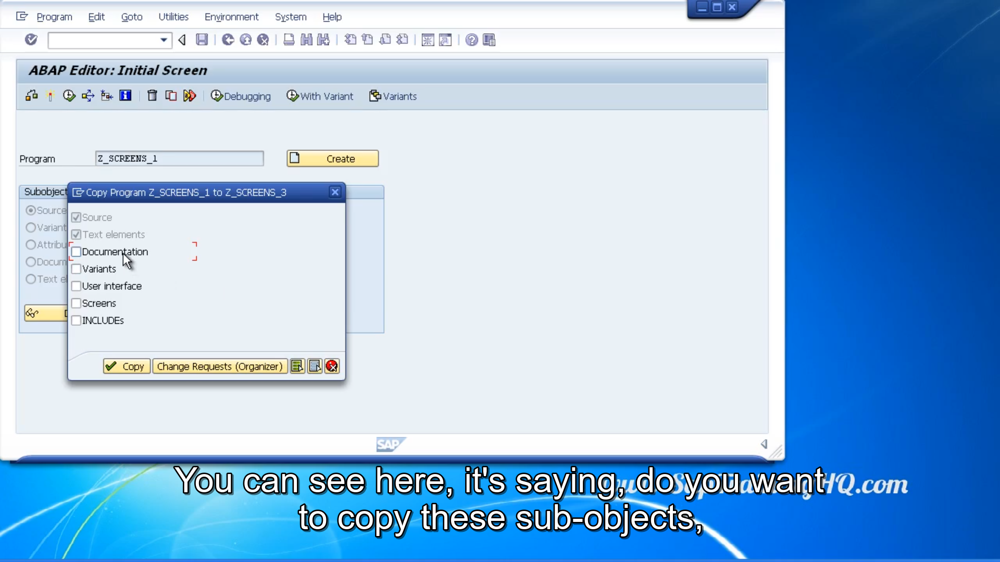 Program Edit Goto Utilities Environment System Help
ABAP Editor: Initial Screen
Debugging With Variant Variants
Program Z_SCREENS_1 Create
Subobject
Copy Program Z_SCREENS_1 to Z_SCREENS_3
Source
Source
Variant
Text elements
Attribu
Documentation
Docum
Variants
Text el
User interface
Screens
INCLUDEs
Copy Change Requests (Organizer)
SAP
You can see here, it's saying, do you want
HQ.com
to copy these sub-objects,